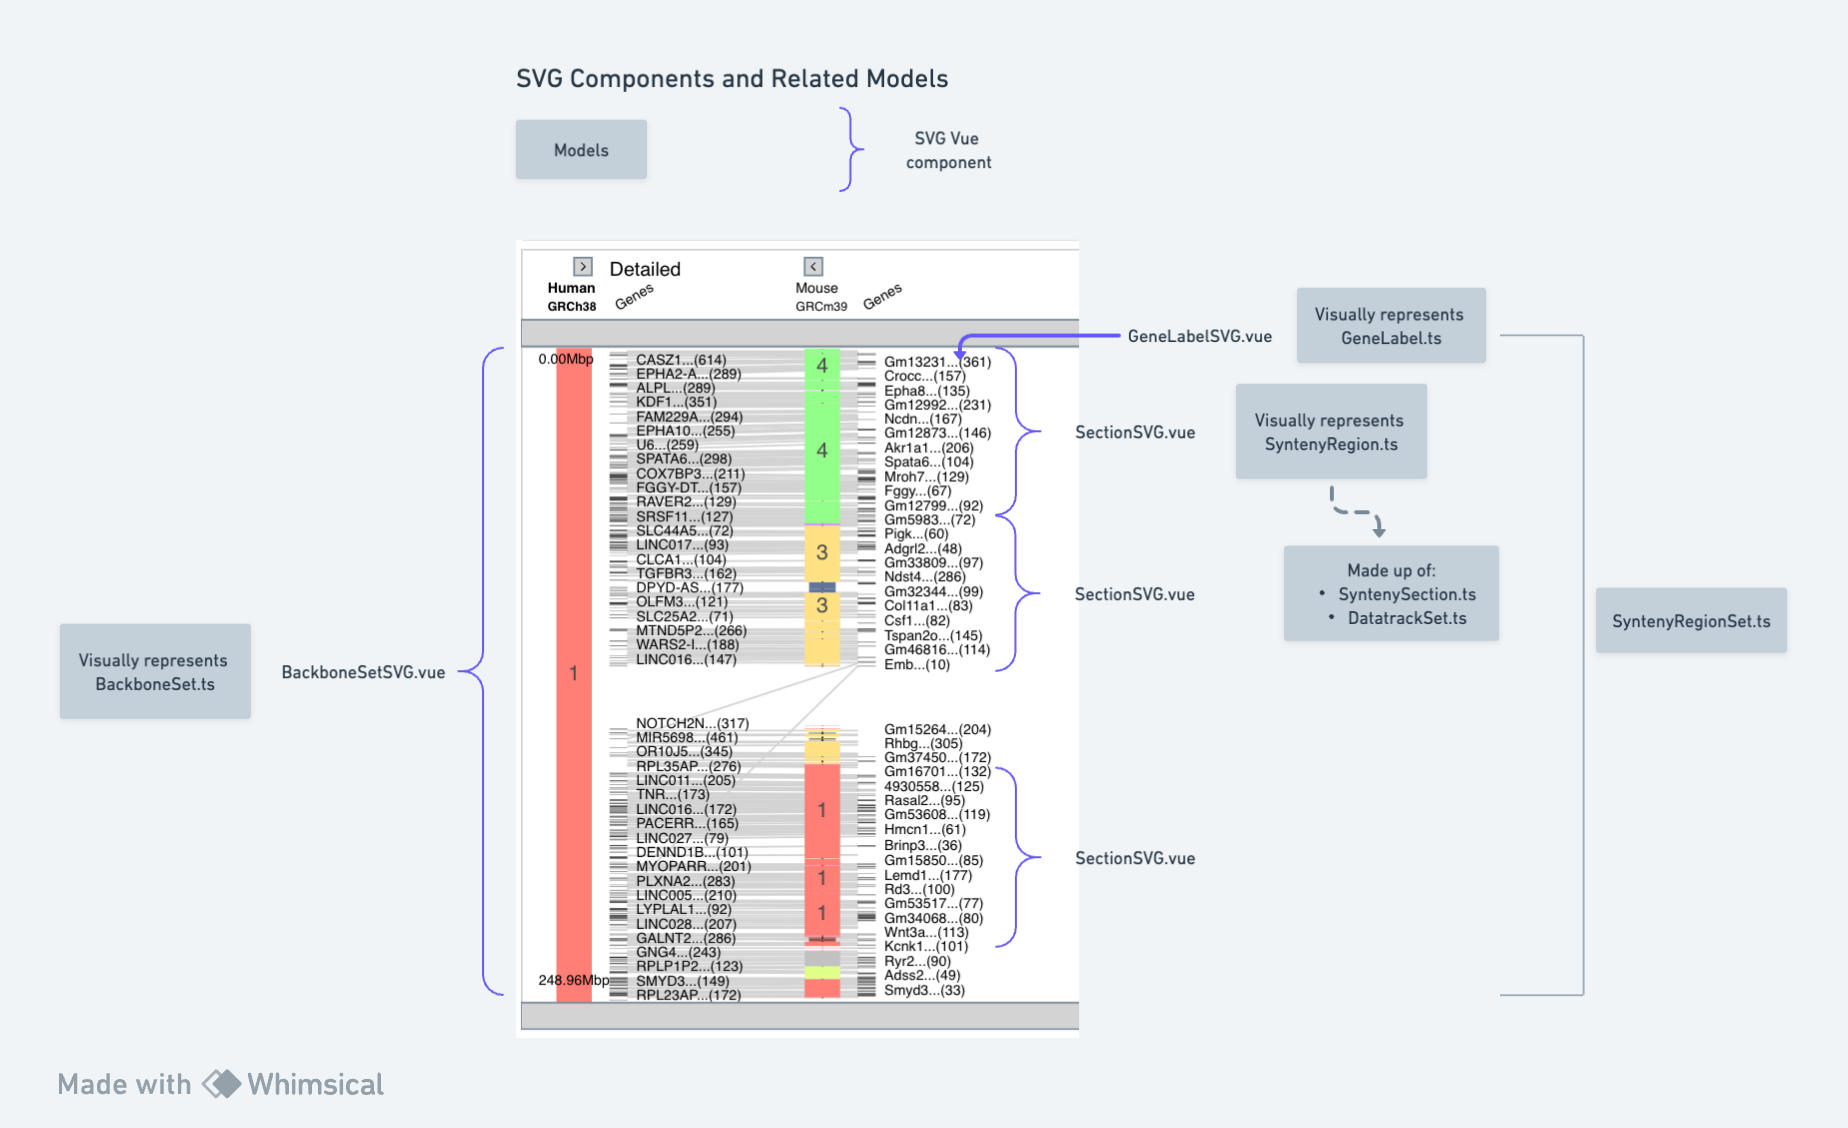 SVG Components and Related Models
Models
SVG Vue
component
>
Detailed
<
Human
GRCh38
Genes
Mouse
GRCm39
Genes
GeneLabelSVG.vue
Visually represents
GeneLabel.ts
0.00Mbp
248.96Mbp
1
CASZ1...(614)
EPHA2-A...(289)
ALPL...(289)
KDF1...(351)
FAM229A...(294)
EPHA10...(255)
U6...(259)
SPATA6...(298)
COX7BP3...(211)
FGGY-DT...(157)
RAVER2...(129)
SRSF11...(127)
SLC44A5...(72)
LINC017...(93)
CLCA1...(104)
TGFBR3...(162)
DPYD-AS...(177)
OLFM3...(121)
SLC25A2...(71)
MTND5P2...(266)
WARS2-I...(188)
LINC016...(147)
NOTCH2N...(317)
MIR5698...(461)
OR10J5...(345)
RPL35AP...(276)
LINC011...(205)
TNR...(173)
LINC016...(172)
PACERR...(165)
LINC027...(79)
DENND1B...(101)
MYOPARR...(201)
PLXNA2...(283)
LINC005...(210)
LYPLAL1...(92)
LINC028...(207)
GALNT2...(286)
GNG4...(243)
RPLP1P2...(123)
SMYD3...(149)
RPL23AP...(172)
4
4
3
3
1
1
1
Gm13231...(361)
Crocc...(157)
Epha8...(135)
Gm12992...(231)
Ncdn...(167)
Gm12873...(146)
Akr1a1...(206)
Spata6...(104)
Mroh7...(129)
Fggy...(67)
Gm12799...(92)
Gm5983...(72)
Pigk...(60)
Adgrl2...(48)
Gm33809...(97)
Ndst4...(286)
Gm32344...(99)
Col11a1...(83)
Csf1...(82)
Tspan2o...(145)
Gm46816...(114)
Emb...(10)
Gm15264...(204)
Rhbg...(305)
Gm37450...(172)
Gm16701...(132)
4930558...(125)
Rasal2...(95)
Gm53608...(119)
Hmcn1...(61)
Brinp3...(36)
Gm15850...(85)
Lemd1...(177)
Rd3...(100)
Gm53517...(77)
Gm34068...(80)
Wnt3a...(113)
Kcnk1...(101)
Ryr2...(90)
Adss2...(49)
Smyd3...(33)
SectionSVG.vue
SectionSVG.vue
SectionSVG.vue
Visually represents
SyntenyRegion.ts
Made up of:
• SyntenySection.ts
• DatatrackSet.ts
SyntenyRegionSet.ts
Visually represents
BackboneSet.ts
BackboneSetSVG.vue
Made with Whimsical